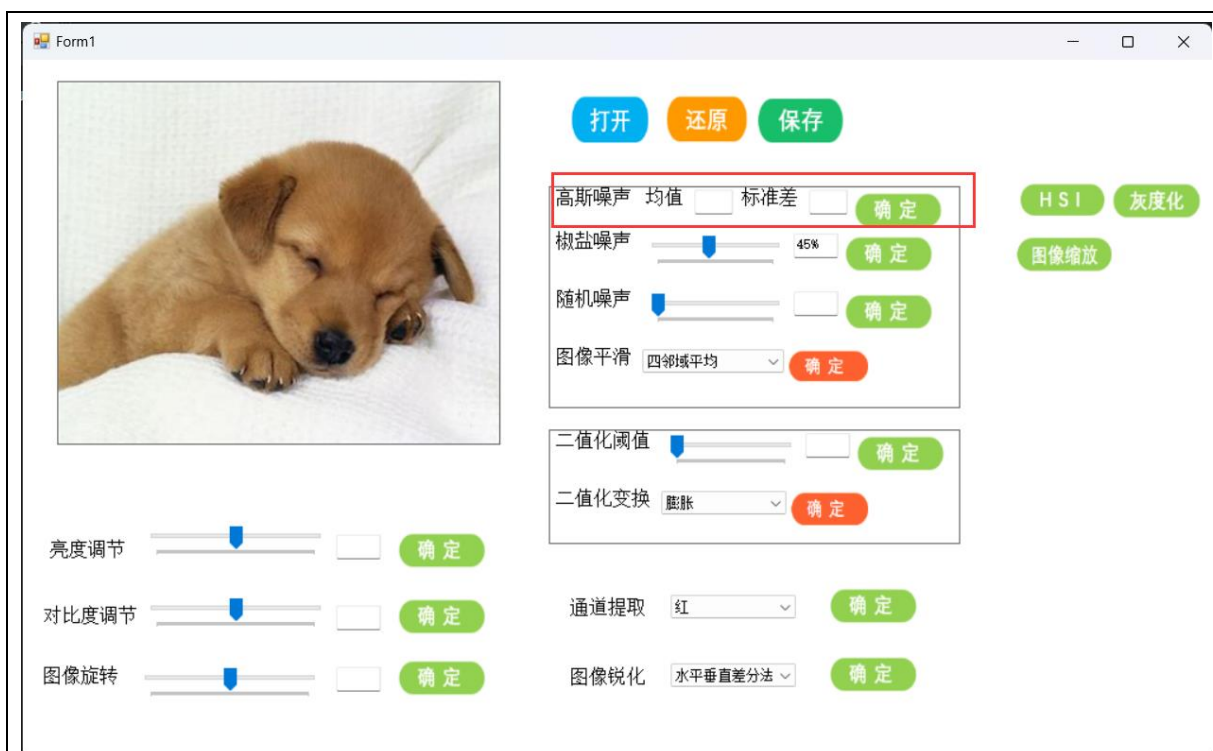 Form1
打开 还原 保存
高斯噪声 均值 标准差 确定
HSI 灰度化
椒盐噪声 45% 确定
图像缩放
随机噪声 确定
图像平滑 四邻域平均 确定
二值化阈值 确定
二值化变换 膨胀 确定
亮度调节 确定
对比度调节 确定
图像旋转 确定
通道提取 红 确定
图像锐化 水平垂直差分法 确定